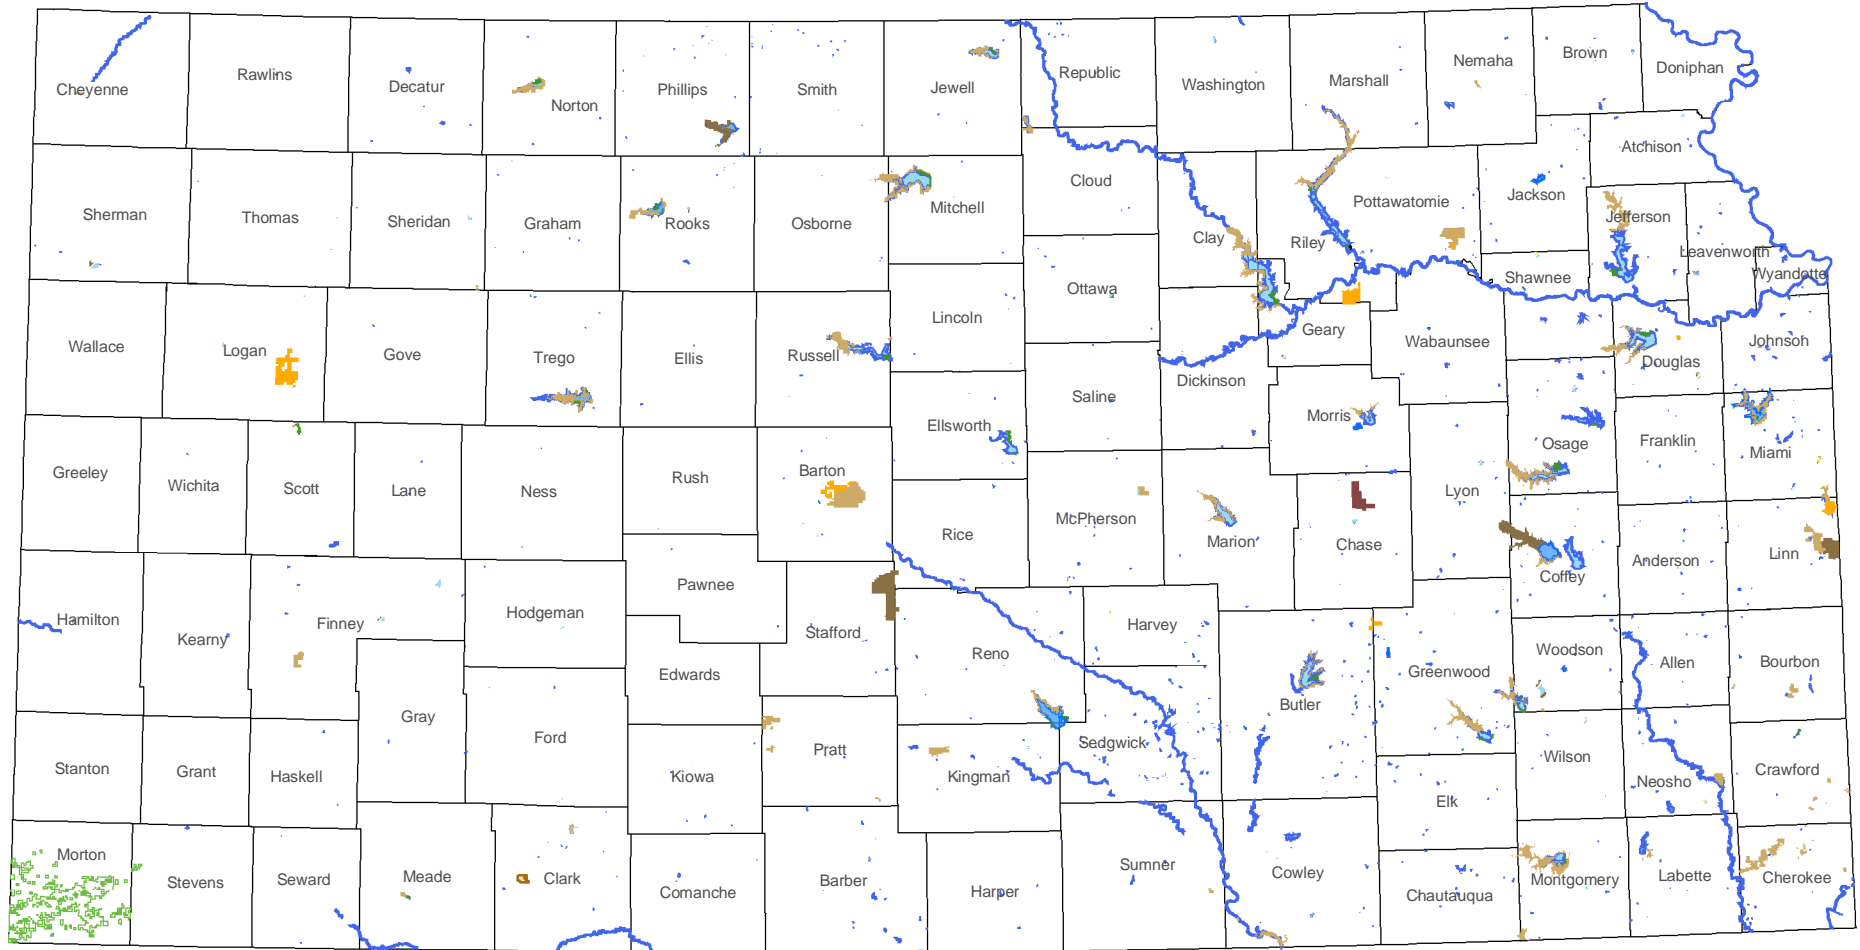 Cheyenne
Rawlins
Decatur
Norton
Phillips
Smith
Jewell
Republic
Washington
Marshall
Nemaha
Brown
Doniphan
Atchison
Sherman
Thomas
Sheridan
Graham
Rooks
Osborne
Mitchell
Cloud
Clay
Riley
Pottawatomie
Jackson
Jefferson
Leavenworth
Wyandotte
Shawnee
Ottawa
Lincoln
Wallace
Logan
Gove
Trego
Ellis
Russell
Geary
Wabaunsee
Douglas
Johnson
Saline
Dickinson
Morris
Ellsworth
Osage
Franklin
Miami
Greeley
Wichita
Scott
Lane
Ness
Rush
Barton
Rice
McPherson
Marion
Chase
Lyon
Coffey
Anderson
Linn
Hamilton
Kearny
Finney
Hodgeman
Pawnee
Stafford
Edwards
Reno
Harvey
Butler
Greenwood
Woodson
Allen
Bourbon
Gray
Ford
Kiowa
Pratt
Kingman
Sedgwick
Elk
Wilson
Neosho
Crawford
Stanton
Grant
Haskell
Morton
Stevens
Seward
Meade
Clark
Comanche
Barber
Harper
Sumner
Cowley
Chautauqua
Montgomery
Labette
Cherokee